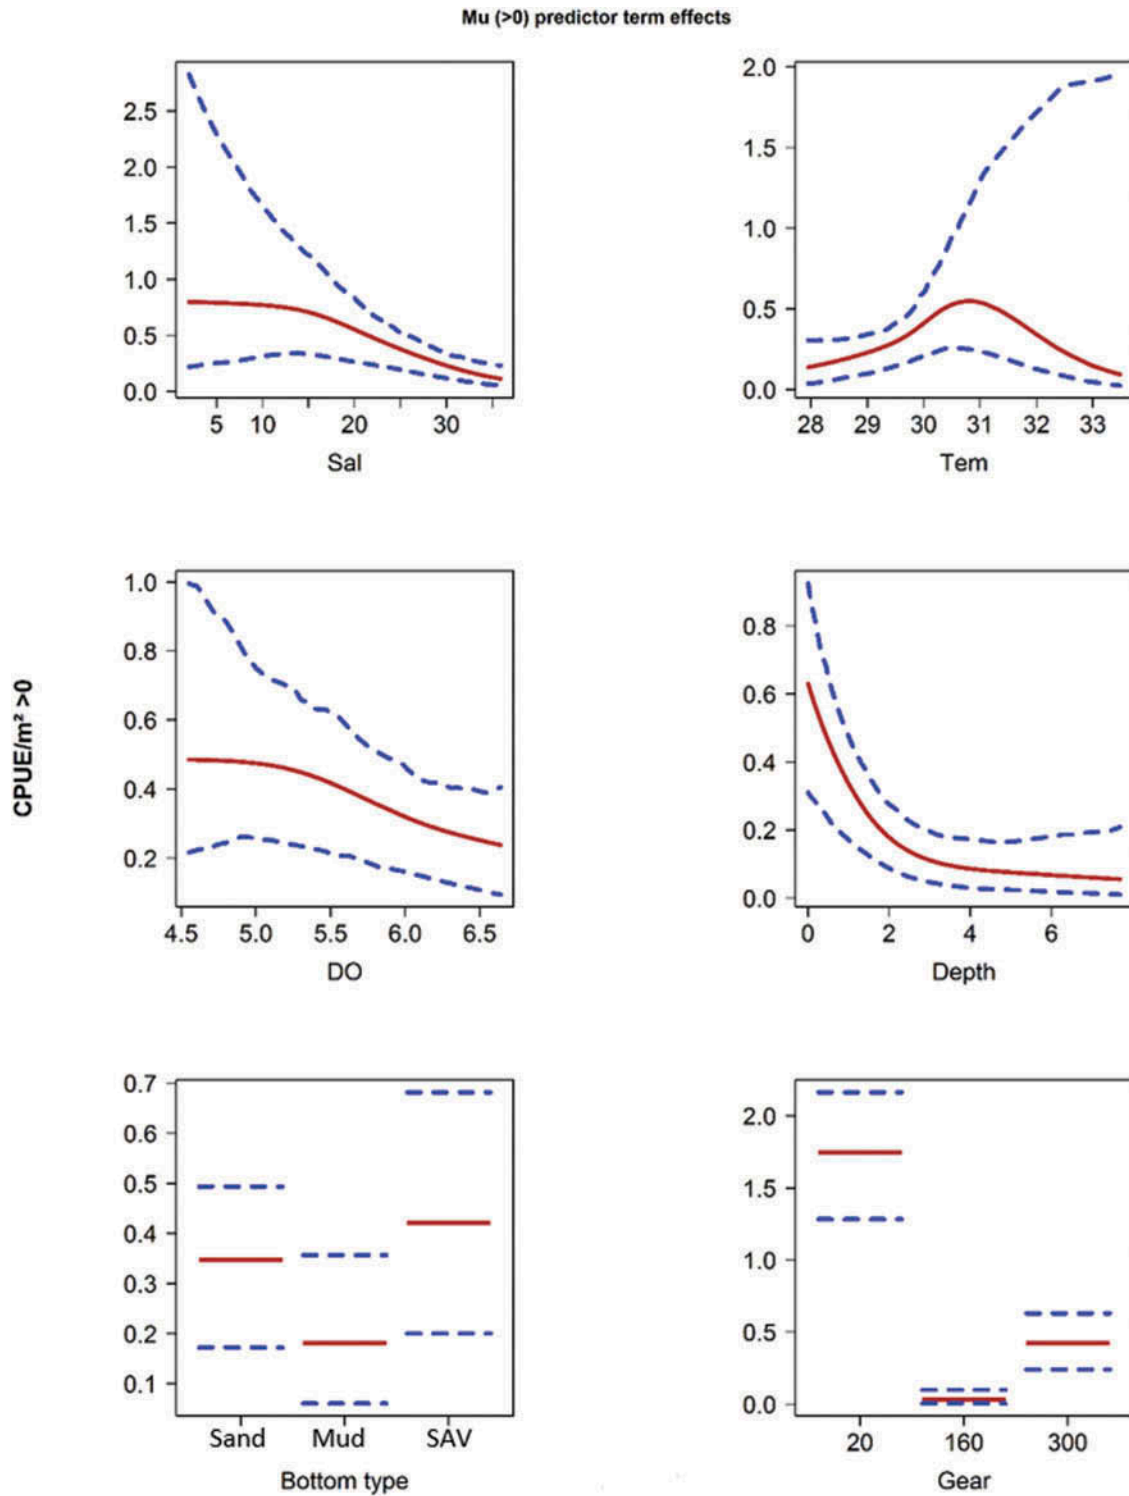 Mu (>0) predictor term effects
CPUE/m² >0
2.5
2.0
1.5
1.0
0.5
0.0
5 10 20 30
Sal
2.0
1.5
1.0
0.5
0.0
28 29 30 31 32 33
Tem
1.0
0.8
0.6
0.4
0.2
4.5 5.0 5.5 6.0 6.5
DO
0.8
0.6
0.4
0.2
0.0
0 2 4 6
Depth
0.7
0.6
0.5
0.4
0.3
0.2
0.1
Sand Mud SAV
Bottom type
2.0
1.5
1.0
0.5
0.0
20 160 300
Gear